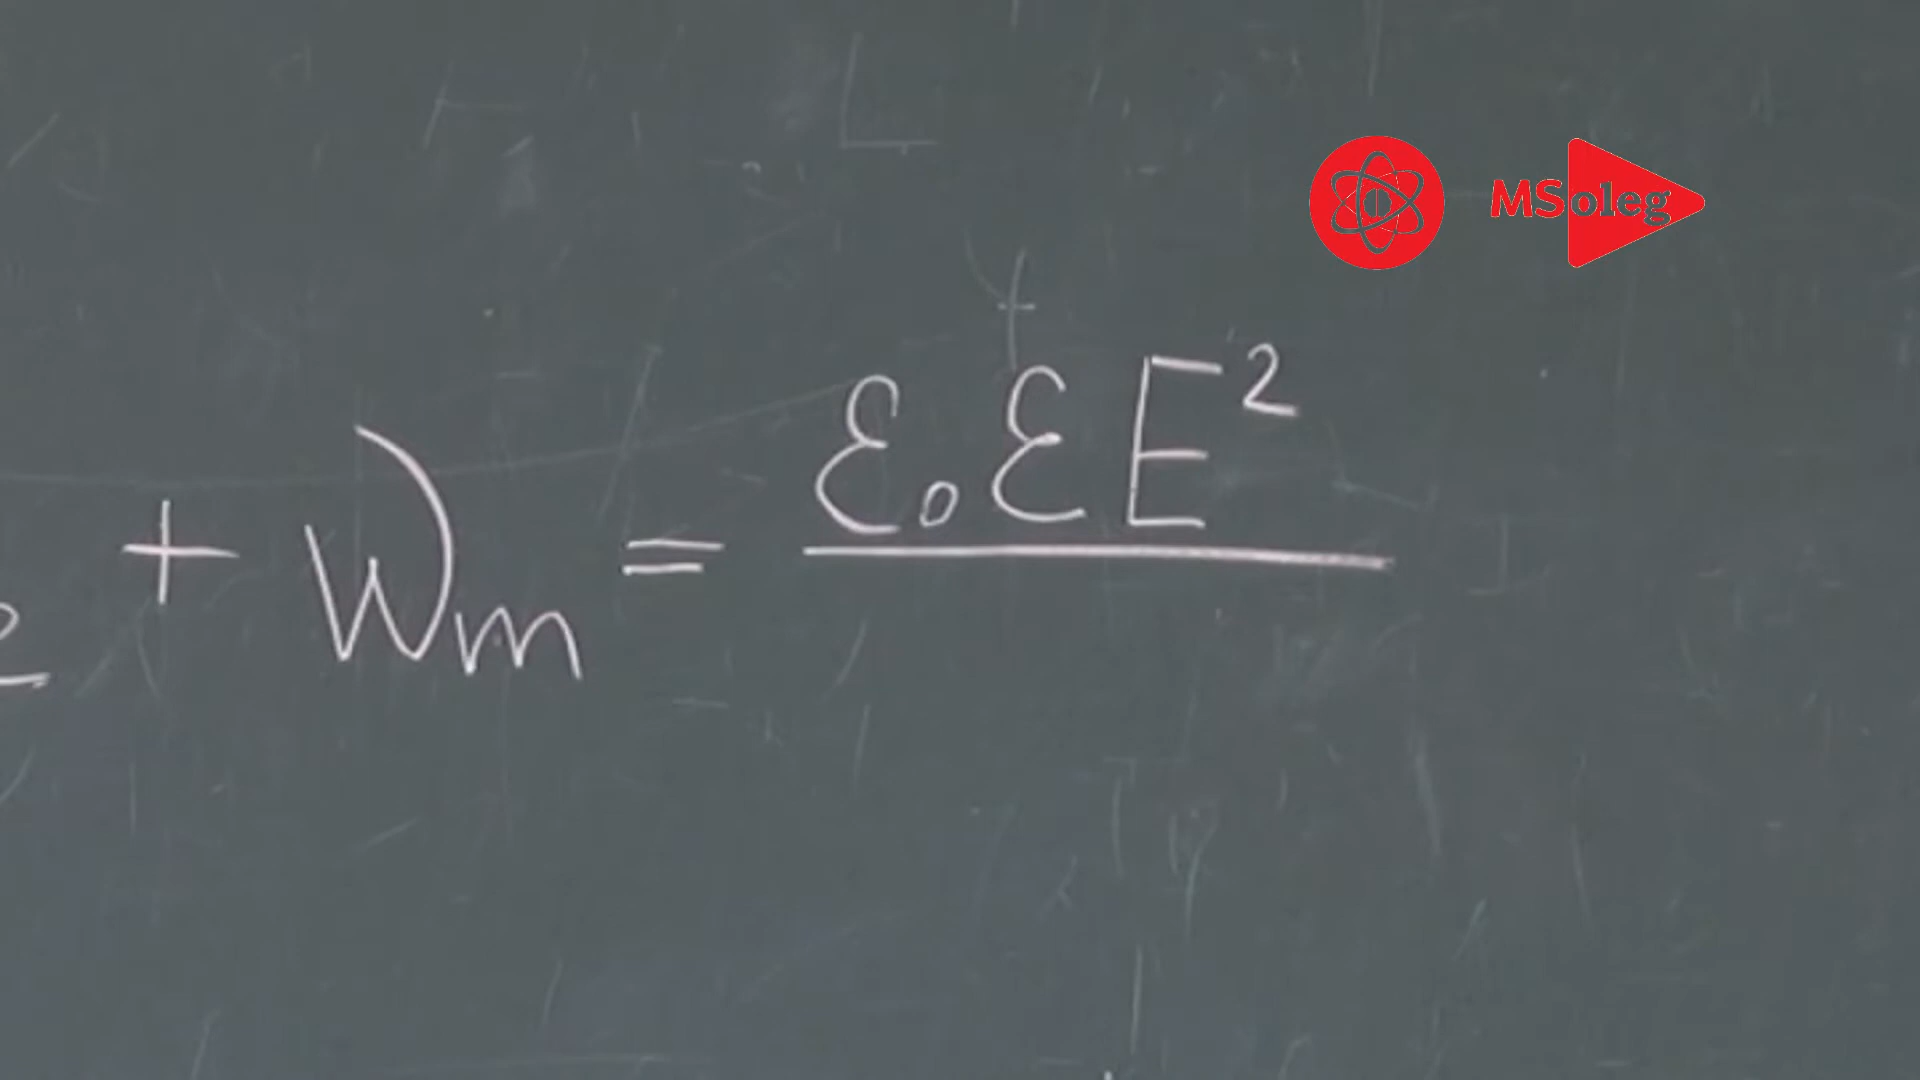 MSoleg
+ Wm = ε₀εE²